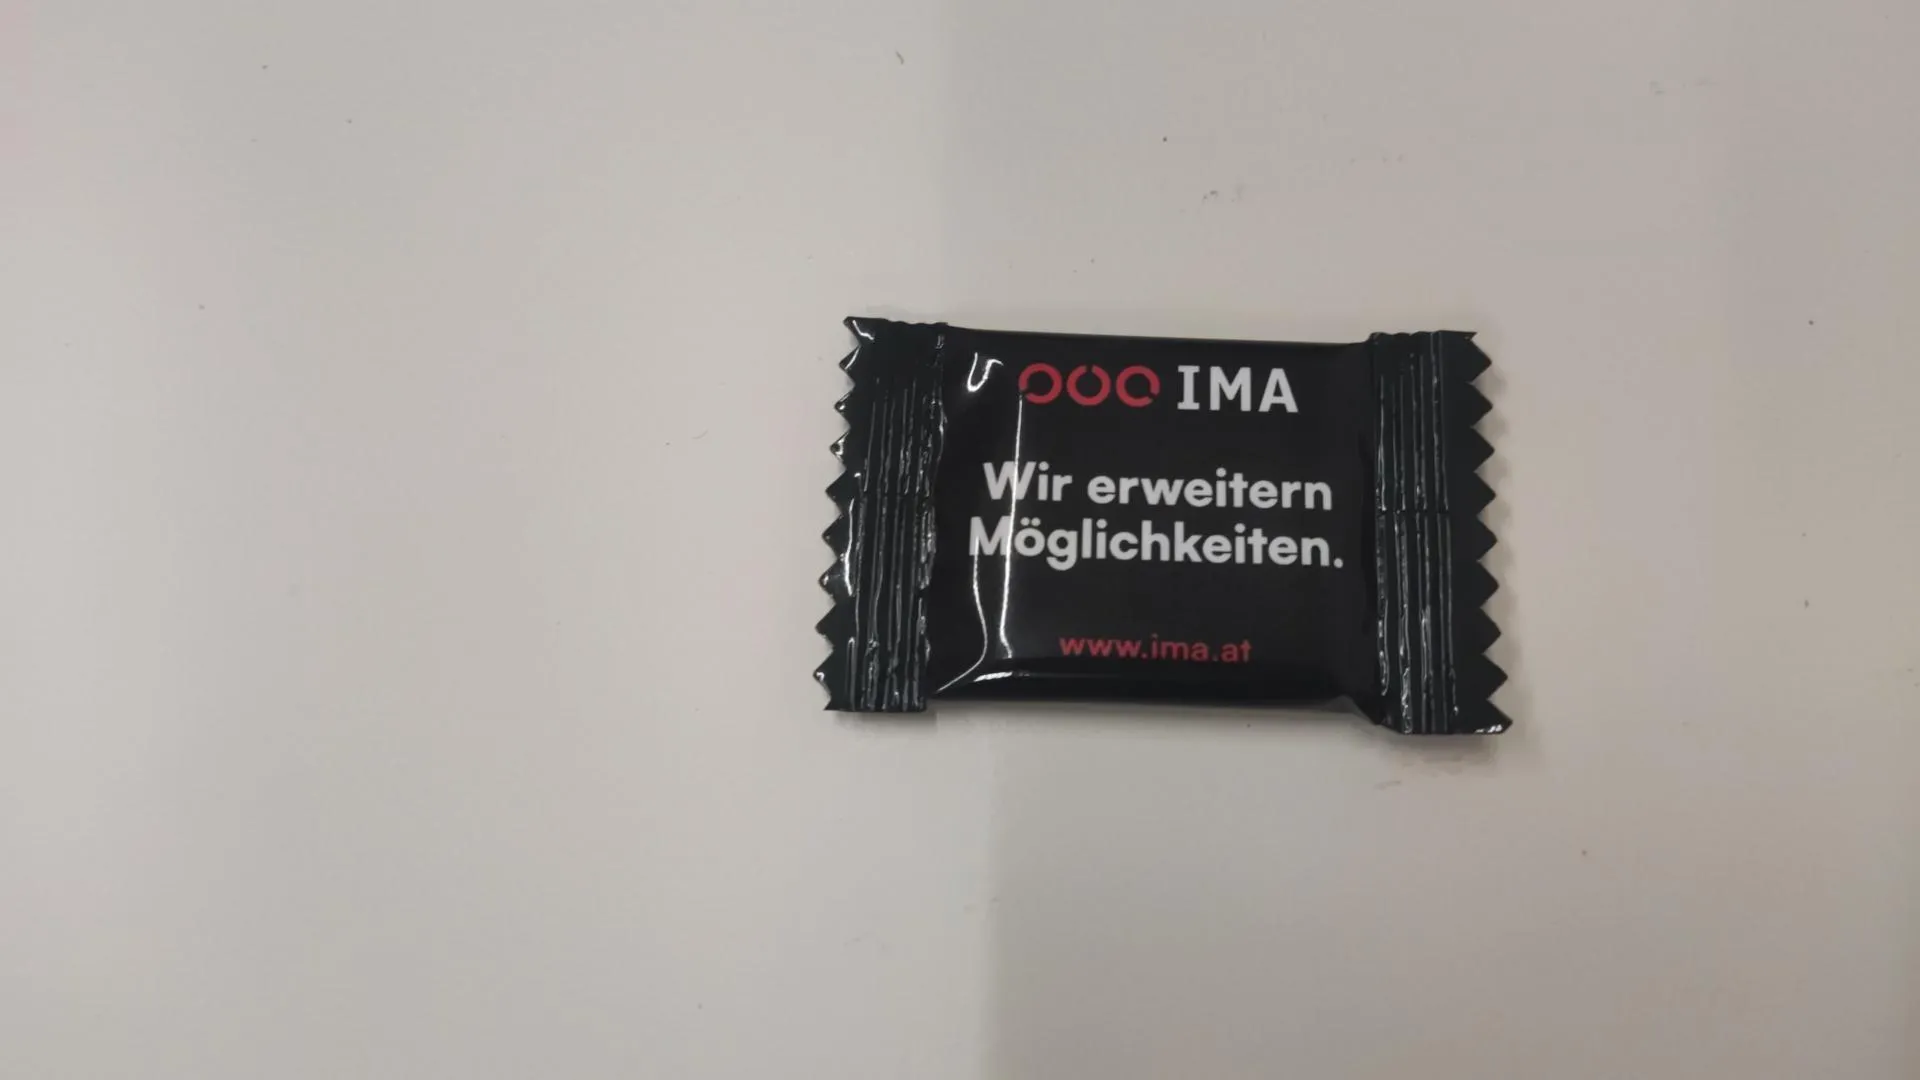 IMA
Wir erweitern
Möglichkeiten.
www.ima.at